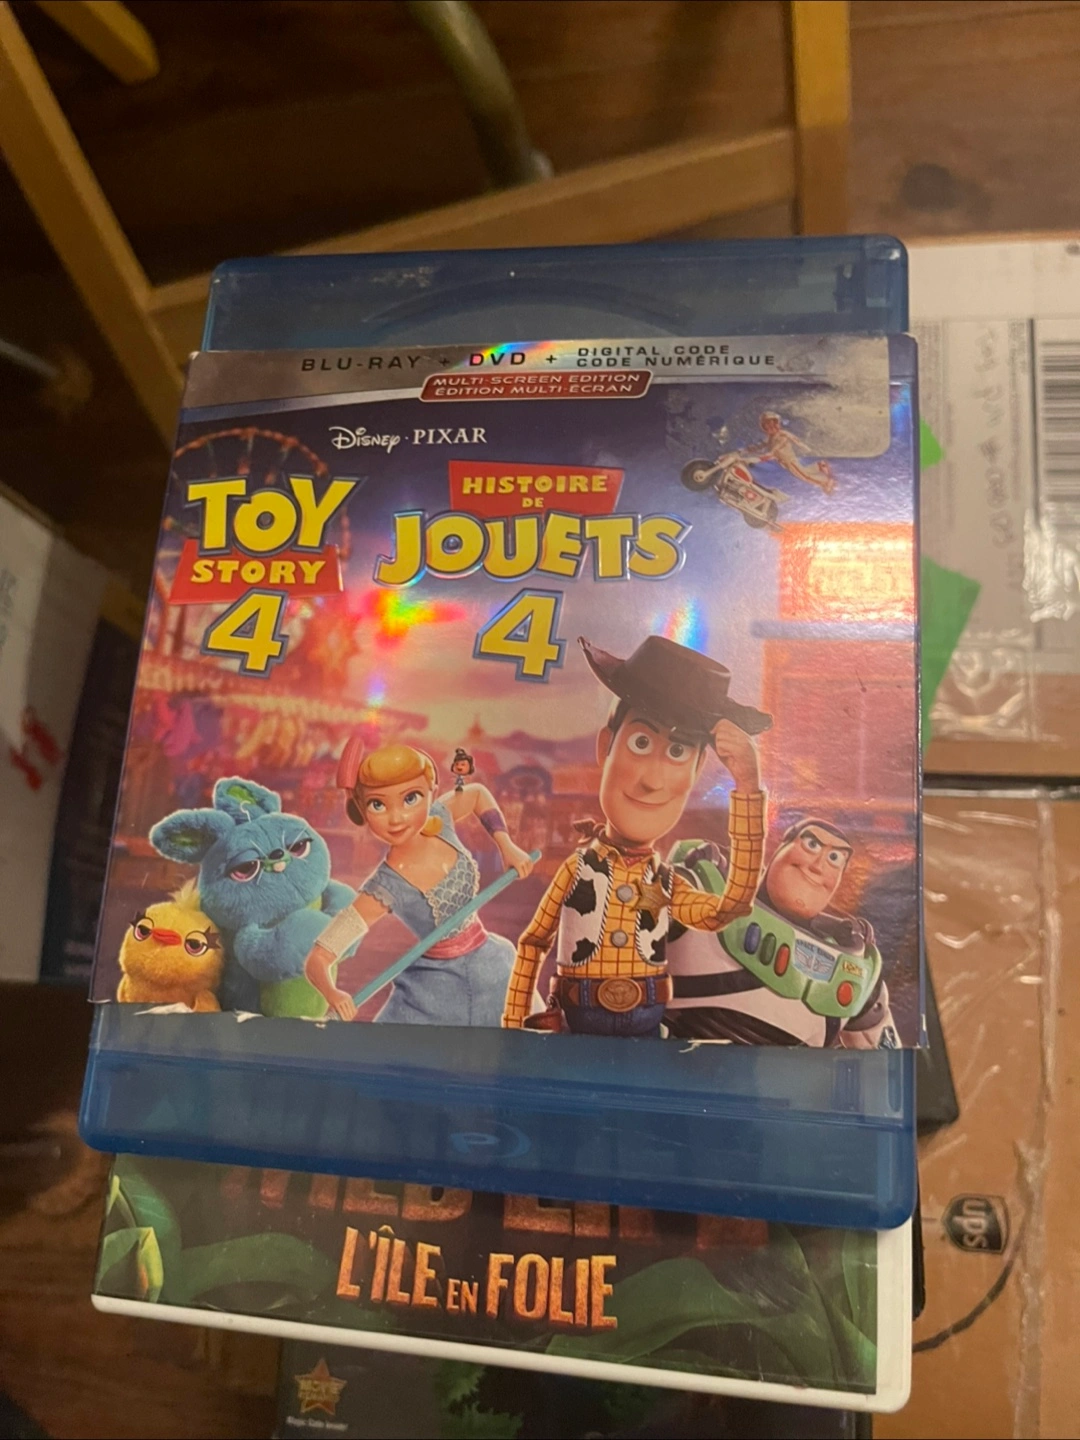 BLU-RAY + DVD + DIGITAL CODE
CODE NUMÉRIQUE
MULTI-SCREEN EDITION
ÉDITION MULTI-ÉCRAN
Disney · PIXAR
TOY
STORY
4
HISTOIRE
DE
JOUETS
4
L'ÎLE EN FOLIE
ups